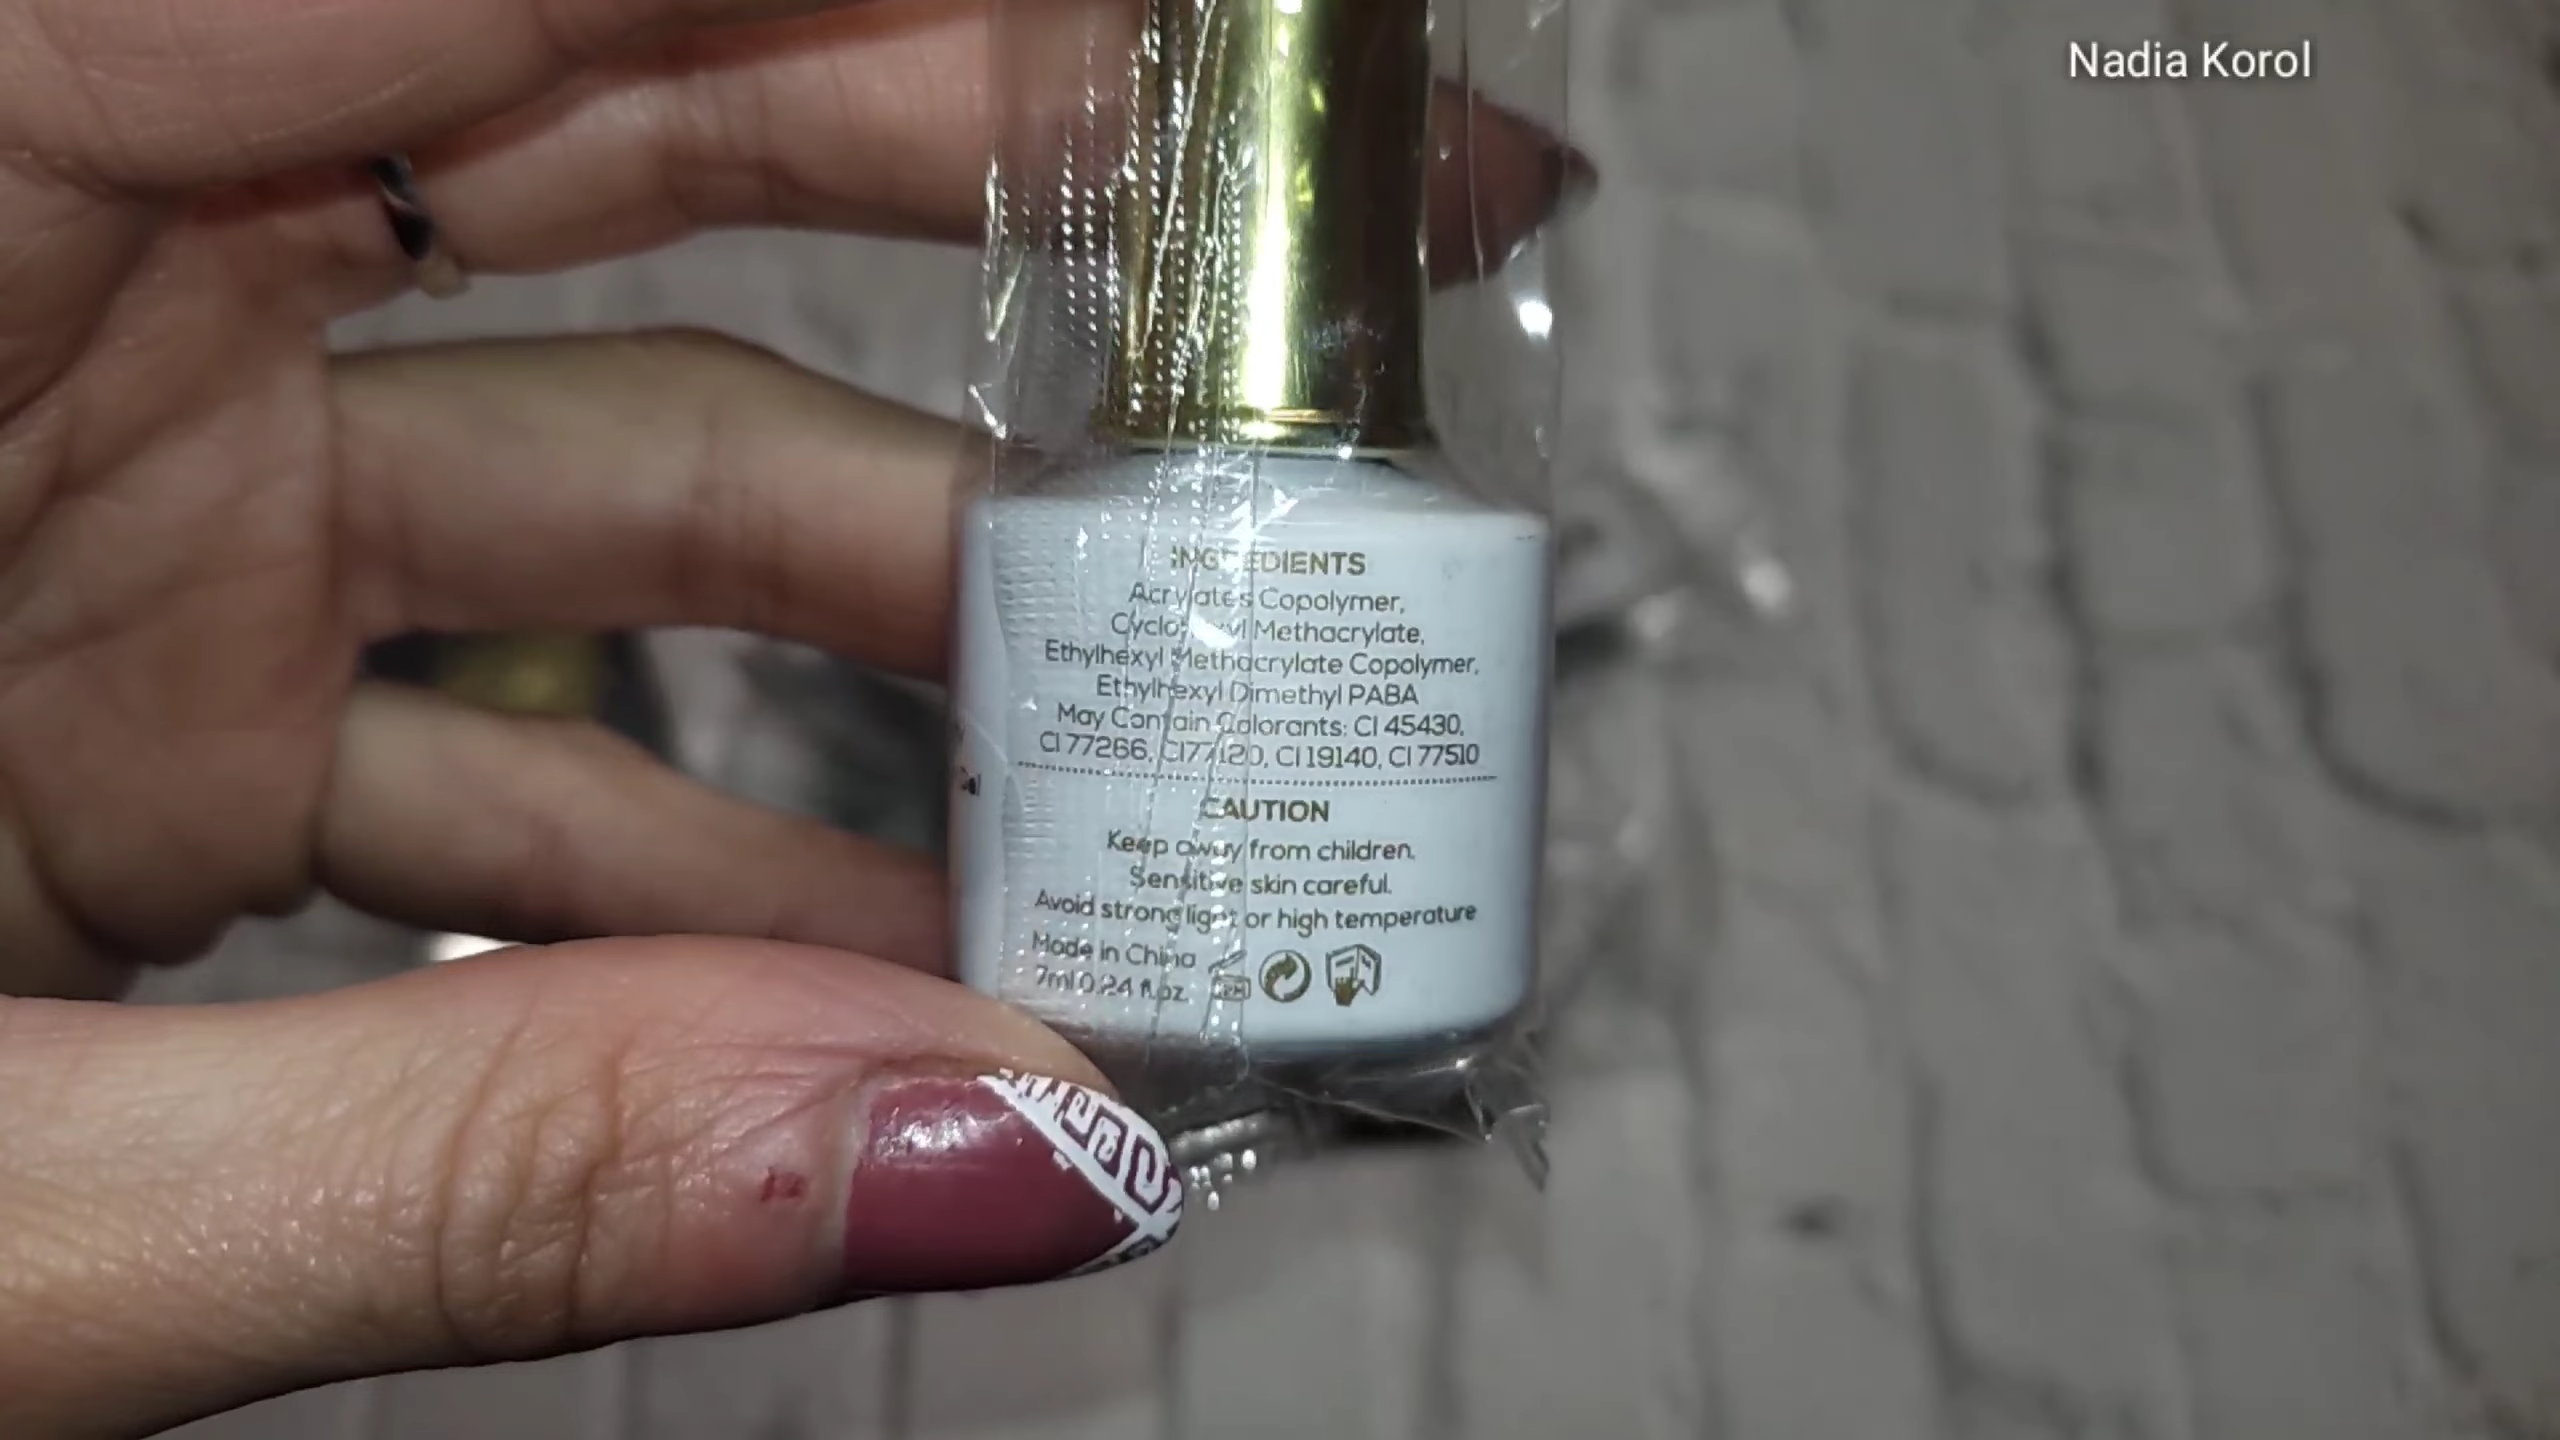 Nadia Korol
INGREDIENTS
Acrylates Copolymer,
Methacrylate,
Ethylhexyl Methacrylate Copolymer,
Ethylhexyl Dimethyl PABA
May Contain Colorants: CI 45430,
CI 77266, CI77120, CI 19140, CI 77510
CAUTION
Keep away from children.
Sensitive skin careful.
Avoid strong light or high temperature
Made in China
7ml 0.24 fl.oz.